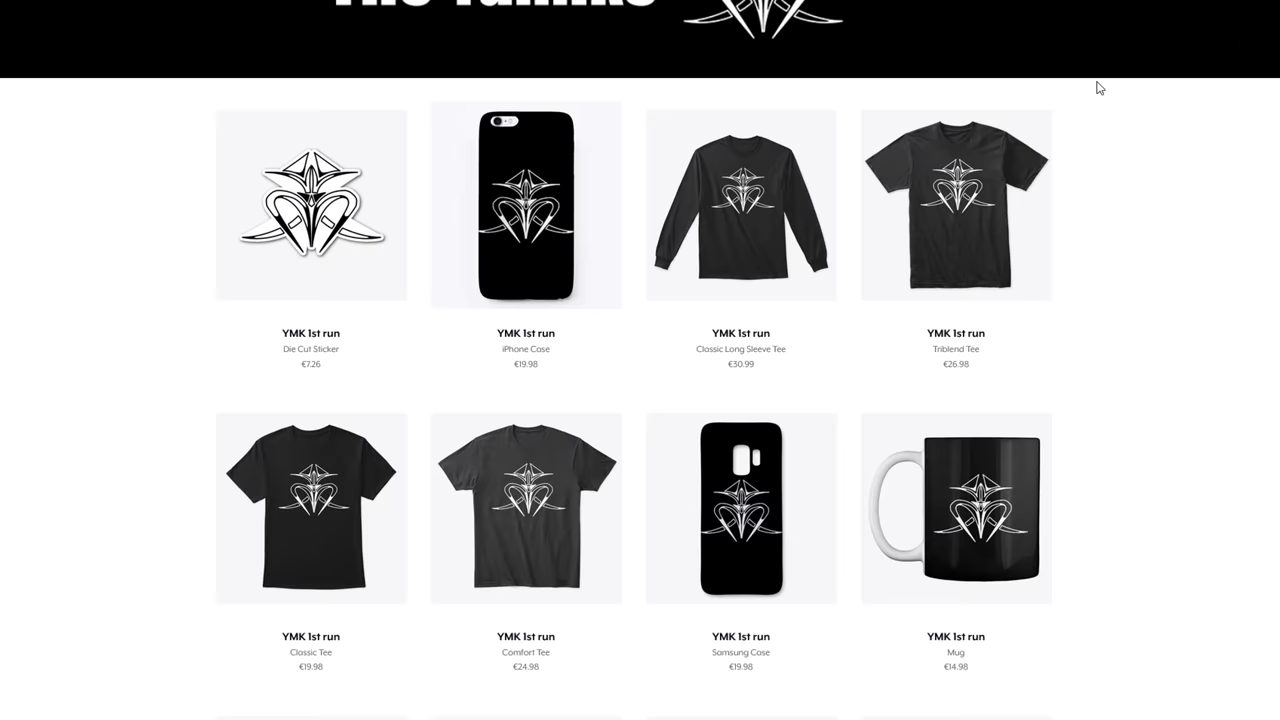 YMK 1st run
Die Cut Sticker
€7.26
YMK 1st run
iPhone Case
€19.98
YMK 1st run
Classic Long Sleeve Tee
€30.99
YMK 1st run
Triblend Tee
€26.98
YMK 1st run
Classic Tee
€19.98
YMK 1st run
Comfort Tee
€24.98
YMK 1st run
Samsung Case
€19.98
YMK 1st run
Mug
€14.98